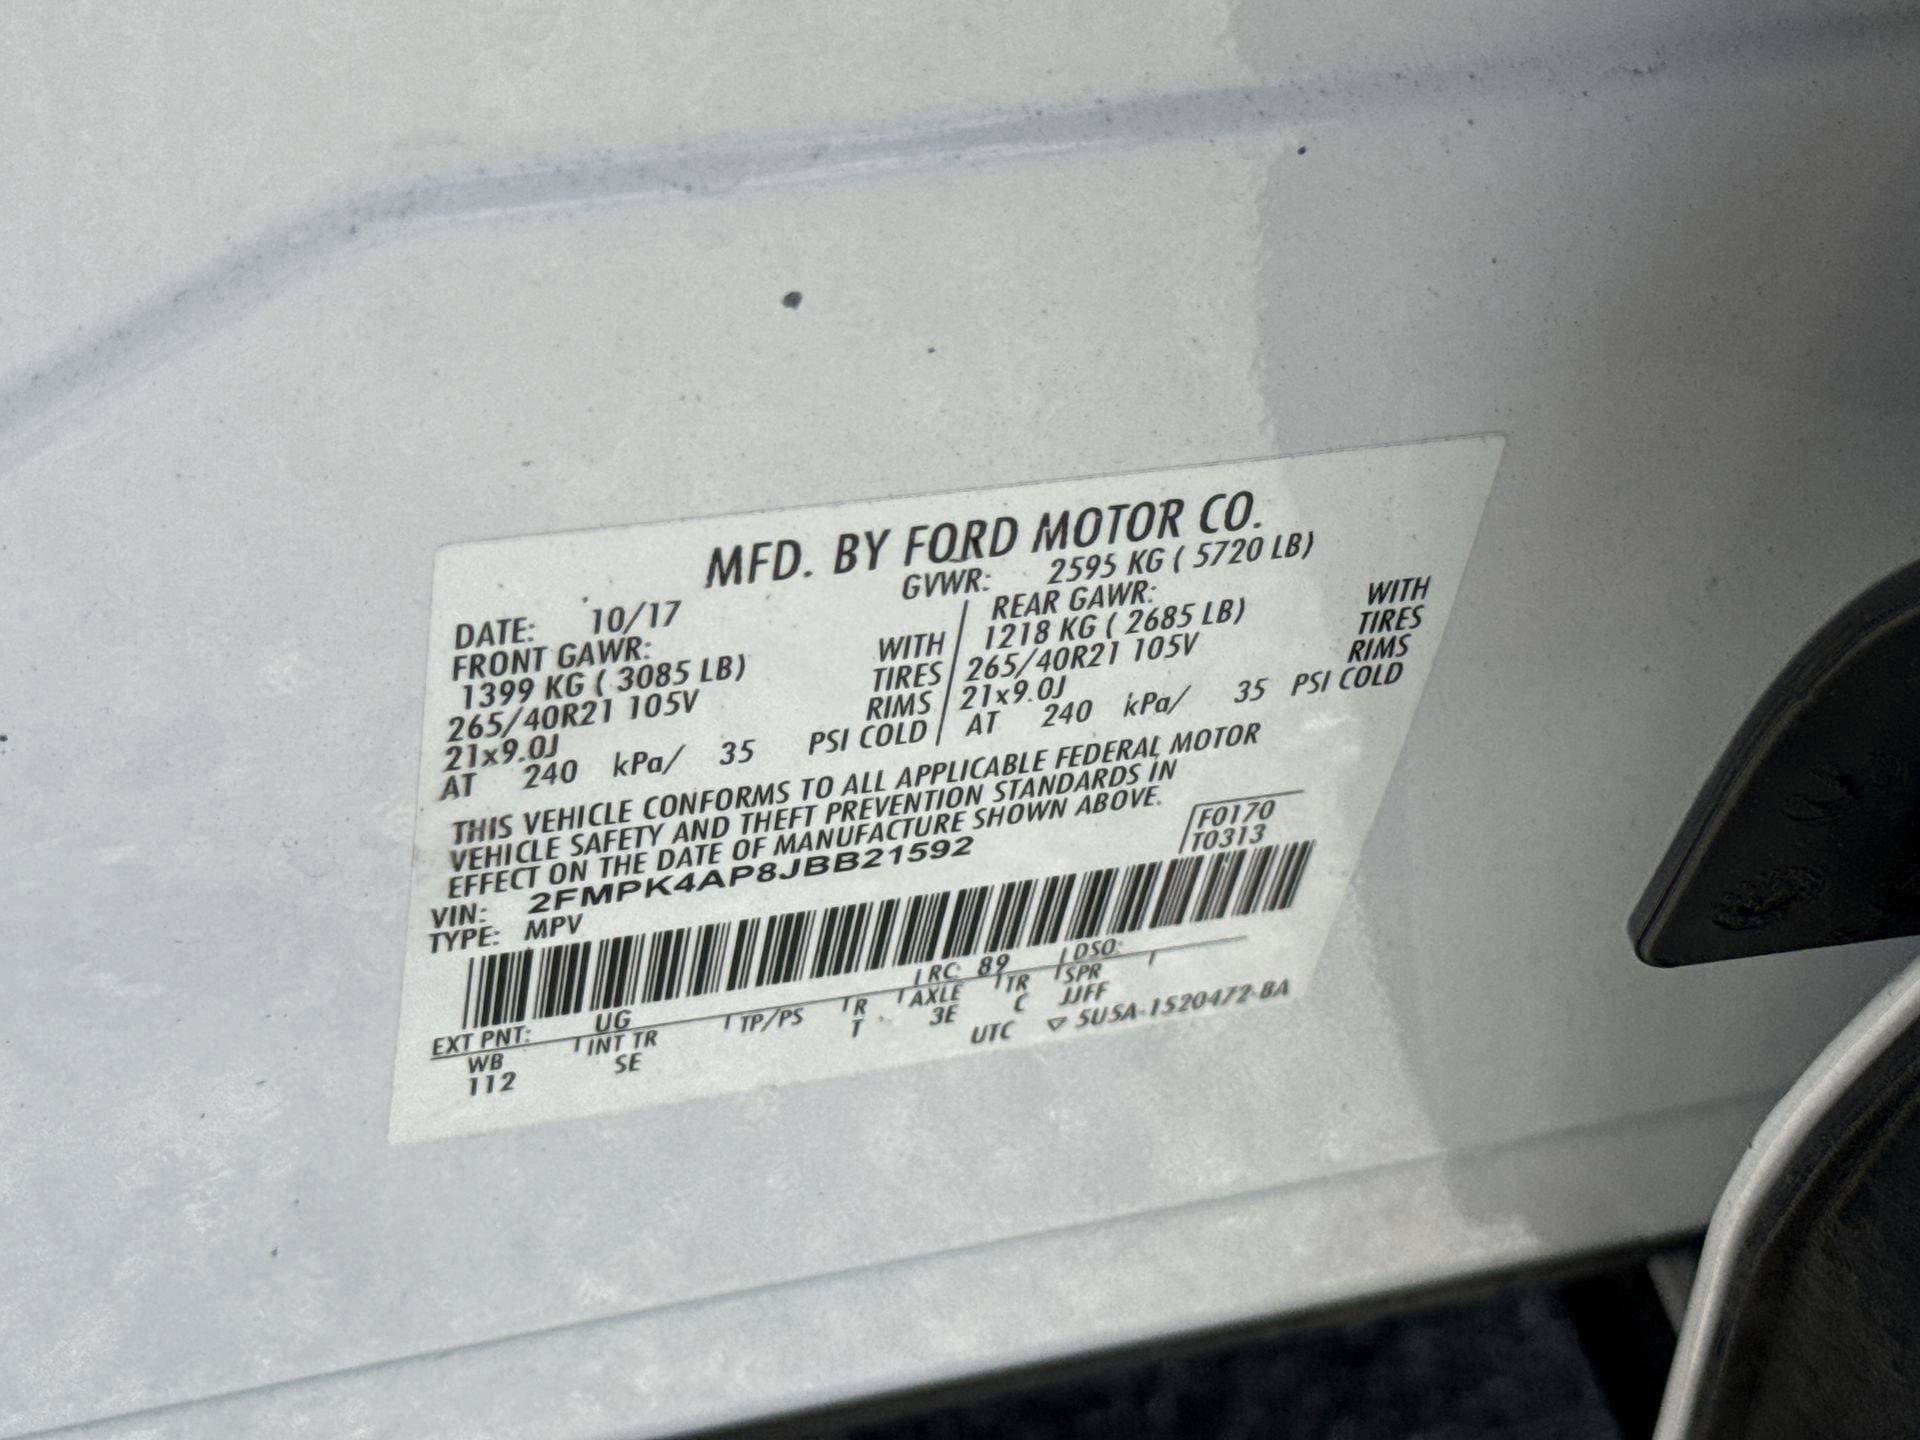 MFD. BY FORD MOTOR CO.
DATE: 10/17 GVWR: 2595 KG ( 5720 LB)
FRONT GAWR: REAR GAWR:
1399 KG ( 3085 LB) WITH 1218 KG ( 2685 LB) WITH
265/40R21 105V TIRES 265/40R21 105V TIRES
21x9.0J RIMS 21x9.0J RIMS
AT 240 kPa/ 35 PSI COLD AT 240 kPa/ 35 PSI COLD
THIS VEHICLE CONFORMS TO ALL APPLICABLE FEDERAL MOTOR
VEHICLE SAFETY AND THEFT PREVENTION STANDARDS IN
EFFECT ON THE DATE OF MANUFACTURE SHOWN ABOVE.
VIN: 2FMPK4AP8JBB21592 F0170
TYPE: MPV T0313
EXT PNT: UG RC: 89 DSO:
WB INT TR TP/PS R AXLE TR SPR
112 SE T 3E C JJFF
UTC ▽ 5USA-1520472-BA